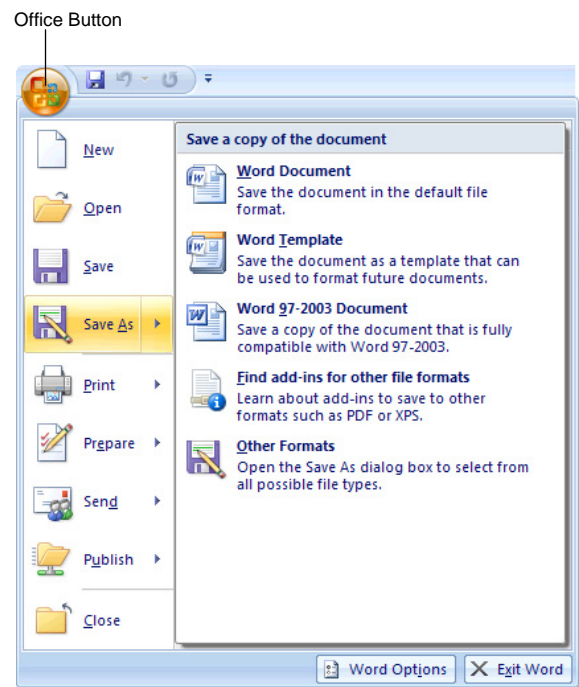 Office Button
New
Open
Save
Save As
Print
Prepare
Send
Publish
Close
Save a copy of the document
Word Document
Save the document in the default file
format.
Word Template
Save the document as a template that can
be used to format future documents.
Word 97-2003 Document
Save a copy of the document that is fully
compatible with Word 97-2003.
Find add-ins for other file formats
Learn about add-ins to save to other
formats such as PDF or XPS.
Other Formats
Open the Save As dialog box to select from
all possible file types.
Word Options
Exit Word